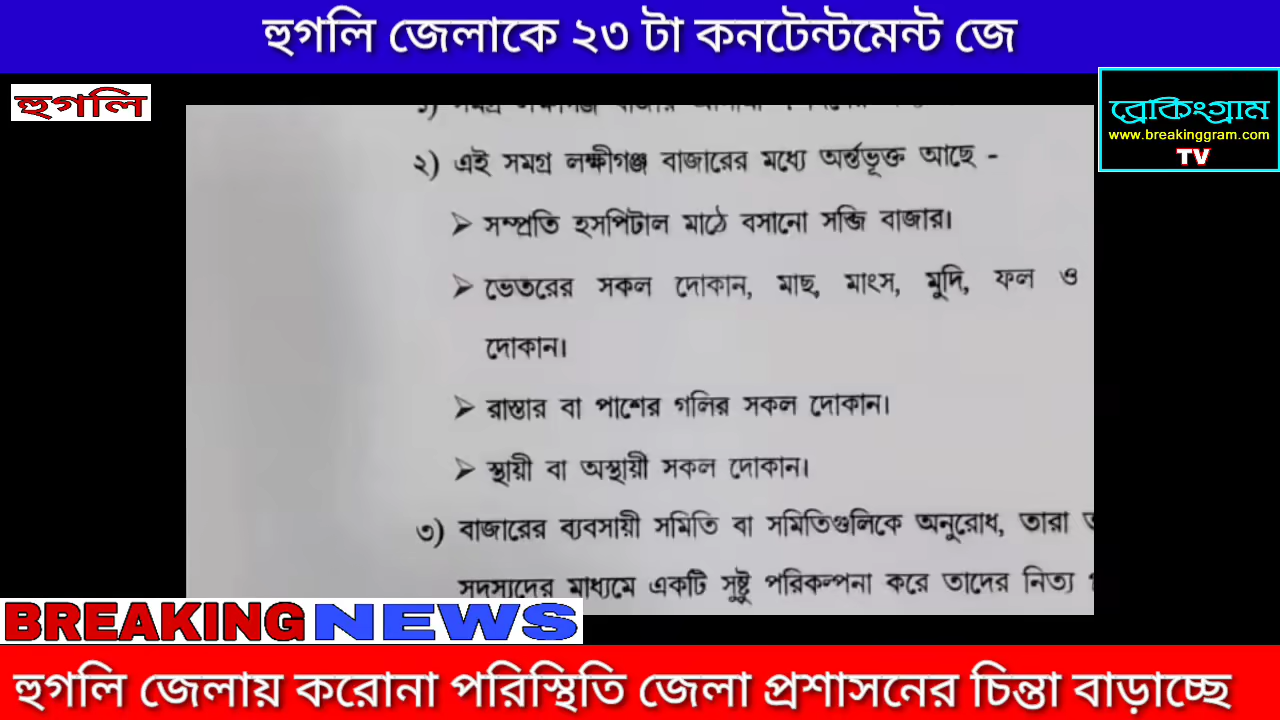 হুগলি জেলাকে ২৩ টা কনটেন্টমেন্ট জে
হুগলি
ব্রেকিংগ্রাম
www.breakinggram.com
TV
২) এই সমগ্র লক্ষীগঞ্জ বাজারের মধ্যে অর্ন্তভূক্ত আছে -
➢ সম্প্রতি হসপিটাল মাঠে বসানো সব্জি বাজার।
➢ ভেতরের সকল দোকান, মাছ, মাংস, মুদি, ফল ও
দোকান।
➢ রাস্তার বা পাশের গলির সকল দোকান।
➢ স্থায়ী বা অস্থায়ী সকল দোকান।
৩) বাজারের ব্যবসায়ী সমিতি বা সমিতিগুলিকে অনুরোধ, তারা
সদস্যদের মাধ্যমে একটি সুষ্টু পরিকল্পনা করে তাদের নিত্য
BREAKING NEWS
হুগলি জেলায় করোনা পরিস্থিতি জেলা প্রশাসনের চিন্তা বাড়াচ্ছে